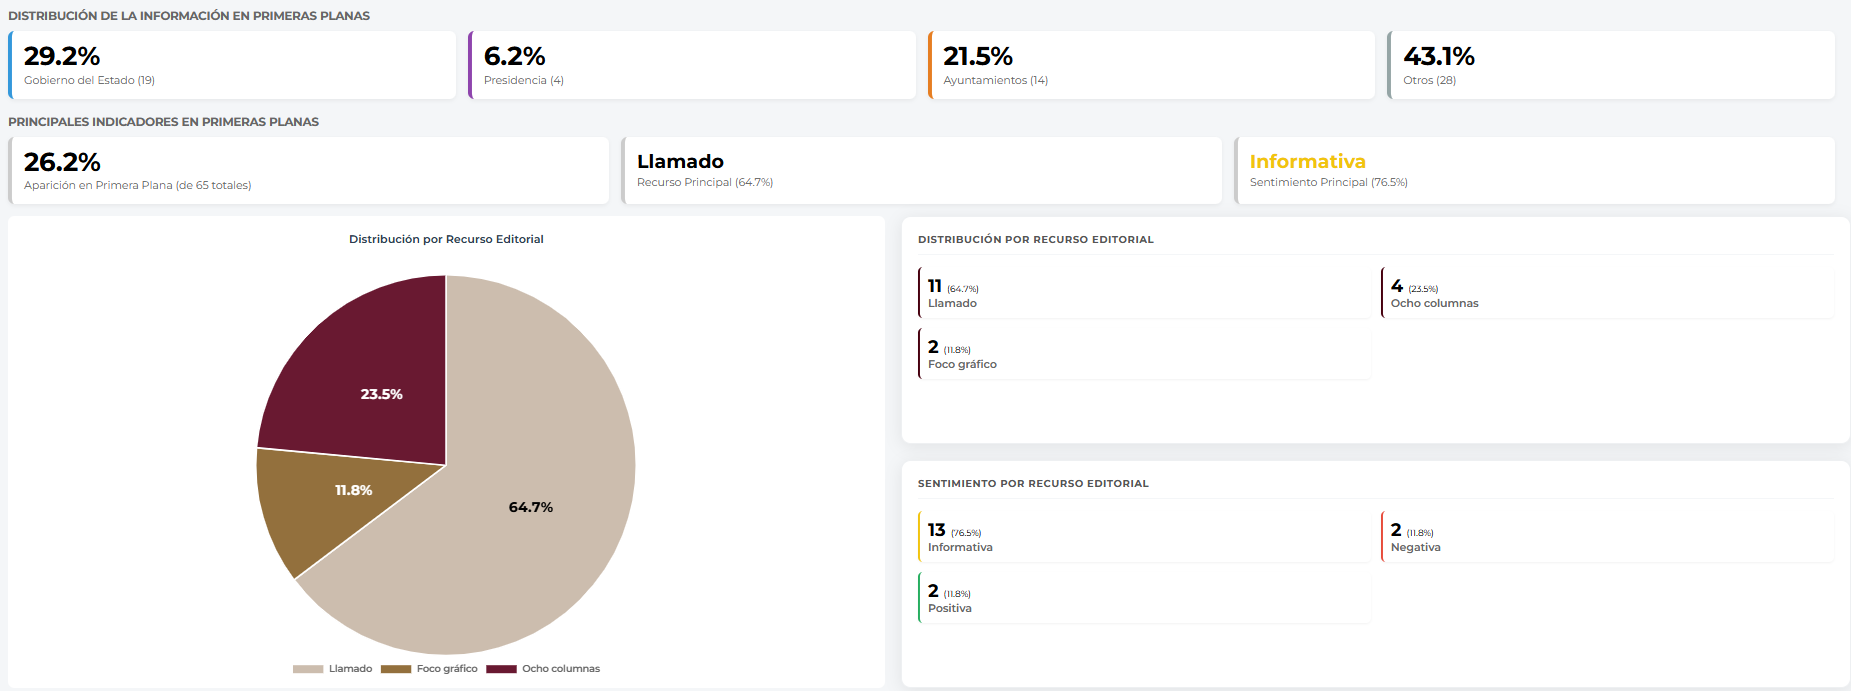 DISTRIBUCIÓN DE LA INFORMACIÓN EN PRIMERAS PLANAS
29.2%
Gobierno del Estado (19)
6.2%
Presidencia (4)
21.5%
Ayuntamientos (14)
43.1%
Otros (28)
PRINCIPALES INDICADORES EN PRIMERAS PLANAS
26.2%
Aparición en Primera Plana (de 65 totales)
Llamado
Recurso Principal (64.7%)
Informativa
Sentimiento Principal (76.5%)
Distribución por Recurso Editorial
23.5%
11.8%
64.7%
Llamado
Foco gráfico
Ocho columnas
DISTRIBUCIÓN POR RECURSO EDITORIAL
11 (64.7%)
Llamado
4 (23.5%)
Ocho columnas
2 (11.8%)
Foco gráfico
SENTIMIENTO POR RECURSO EDITORIAL
13 (76.5%)
Informativa
2 (11.8%)
Negativa
2 (11.8%)
Positiva